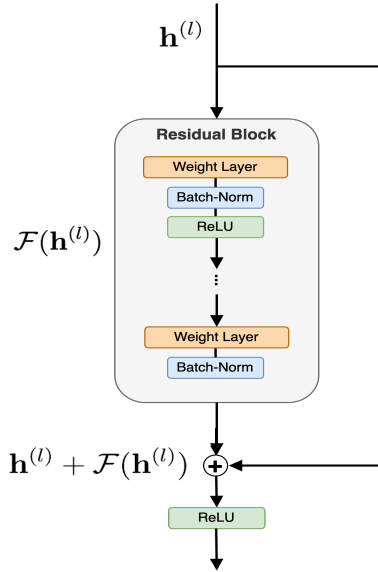 h^{(l)}
Residual Block
Weight Layer
Batch-Norm
ReLU
F(h^{(l)})
...
Weight Layer
Batch-Norm
h^{(l)} + F(h^{(l)})
+
ReLU